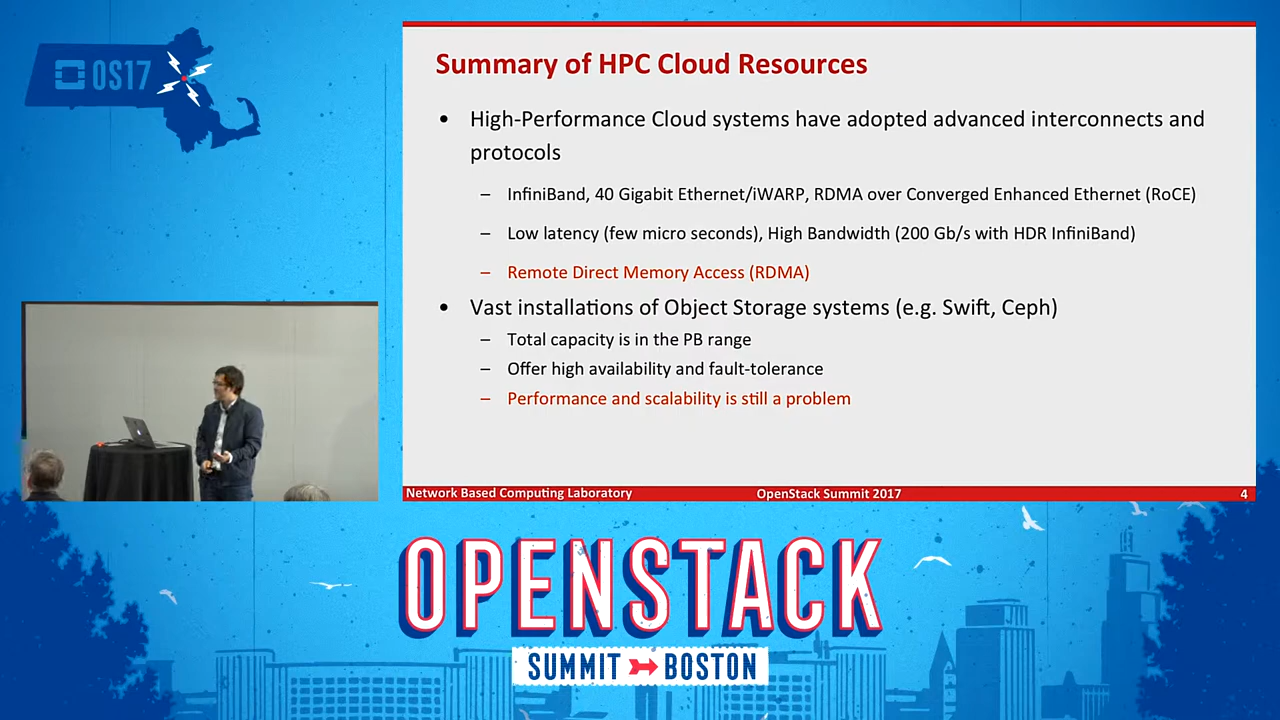 OS17
Summary of HPC Cloud Resources
• High-Performance Cloud systems have adopted advanced interconnects and
protocols
– InfiniBand, 40 Gigabit Ethernet/iWARP, RDMA over Converged Enhanced Ethernet (RoCE)
– Low latency (few micro seconds), High Bandwidth (200 Gb/s with HDR InfiniBand)
– Remote Direct Memory Access (RDMA)
• Vast installations of Object Storage systems (e.g. Swift, Ceph)
– Total capacity is in the PB range
– Offer high availability and fault-tolerance
– Performance and scalability is still a problem
Network Based Computing Laboratory OpenStack Summit 2017 4
OPENSTACK
SUMMIT BOSTON